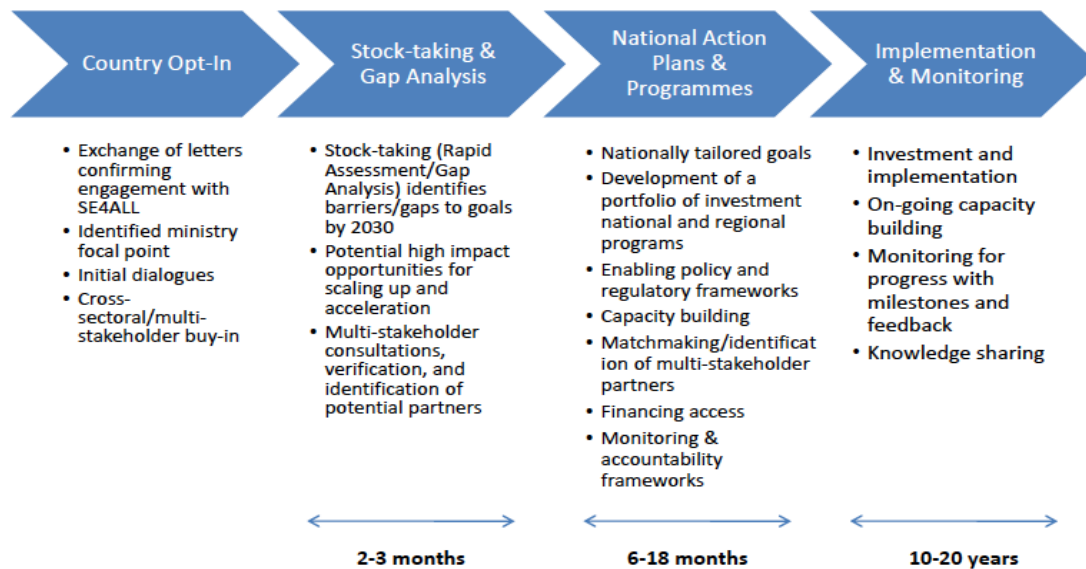 Country Opt-In
Stock-taking &
Gap Analysis
National Action
Plans &
Programmes
Implementation
& Monitoring
• Exchange of letters
confirming
engagement with
SE4ALL
• Identified ministry
focal point
• Initial dialogues
• Cross-
sectoral/multi-
stakeholder buy-in
• Stock-taking (Rapid
Assessment/Gap
Analysis) identifies
barriers/gaps to goals
by 2030
• Potential high impact
opportunities for
scaling up and
acceleration
• Multi-stakeholder
consultations,
verification, and
identification of
potential partners
• Nationally tailored goals
• Development of a
portfolio of investment
national and regional
programs
• Enabling policy and
regulatory frameworks
• Capacity building
• Matchmaking/identificat
ion of multi-stakeholder
partners
• Financing access
• Monitoring &
accountability
frameworks
• Investment and
implementation
• On-going capacity
building
• Monitoring for
progress with
milestones and
feedback
• Knowledge sharing
2-3 months
6-18 months
10-20 years